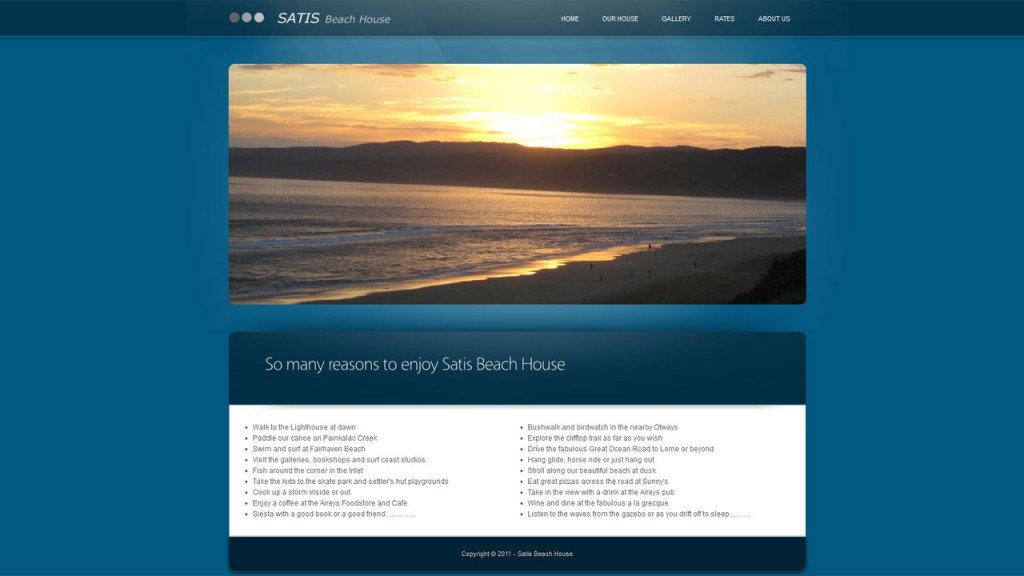 SATIS Beach House
HOME OUR HOUSE GALLERY RATES ABOUT US
So many reasons to enjoy Satis Beach House
Walk to the Lighthouse at dawn
Paddle our canoe on Painkalac Creek
Swim and surf at Fairhaven Beach
Visit the galleries, bookshops and surf coast studios
Fish around the corner in the Inlet
Take the kids to the skate park and settler's hut playgrounds
Cook up a storm inside or out
Enjoy a coffee at the Aireys Foodstore and Cafe
Siesta with a good book or a good friend.............
Bushwalk and birdwatch in the nearby Otways
Explore the clifftop trail as far as you wish
Drive the fabulous Great Ocean Road to Lorne or beyond
Hang glide, horse ride or just hang out
Stroll along our beautiful beach at dusk
Eat great pizzas across the road at Sunny's
Take in the view with a drink at the Aireys pub
Wine and dine at the fabulous a la grecque
Listen to the waves from the gazebo or as you drift off to sleep.........
Copyright © 2011 - Satis Beach House